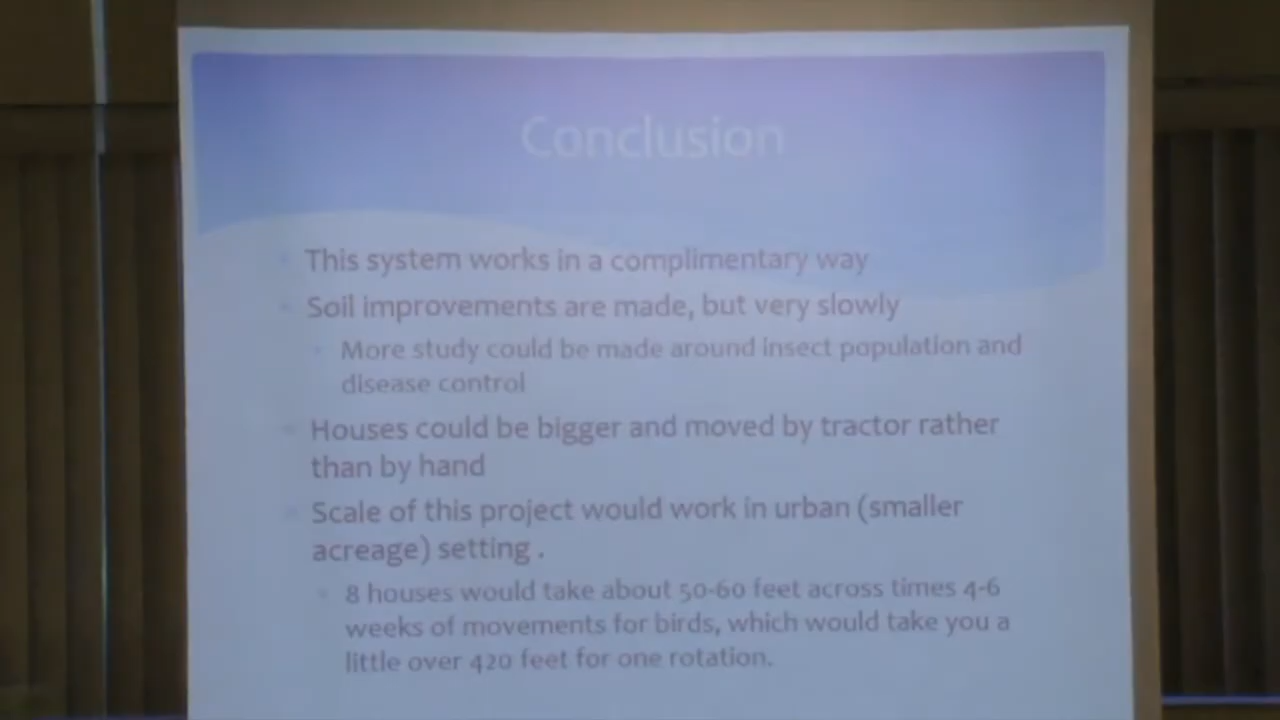 Conclusion
This system works in a complimentary way
Soil improvements are made, but very slowly
More study could be made around insect population and
disease control
Houses could be bigger and moved by tractor rather
than by hand
Scale of this project would work in urban (smaller
acreage) setting .
8 houses would take about 50-60 feet across times 4-6
weeks of movements for birds, which would take you a
little over 420 feet for one rotation.